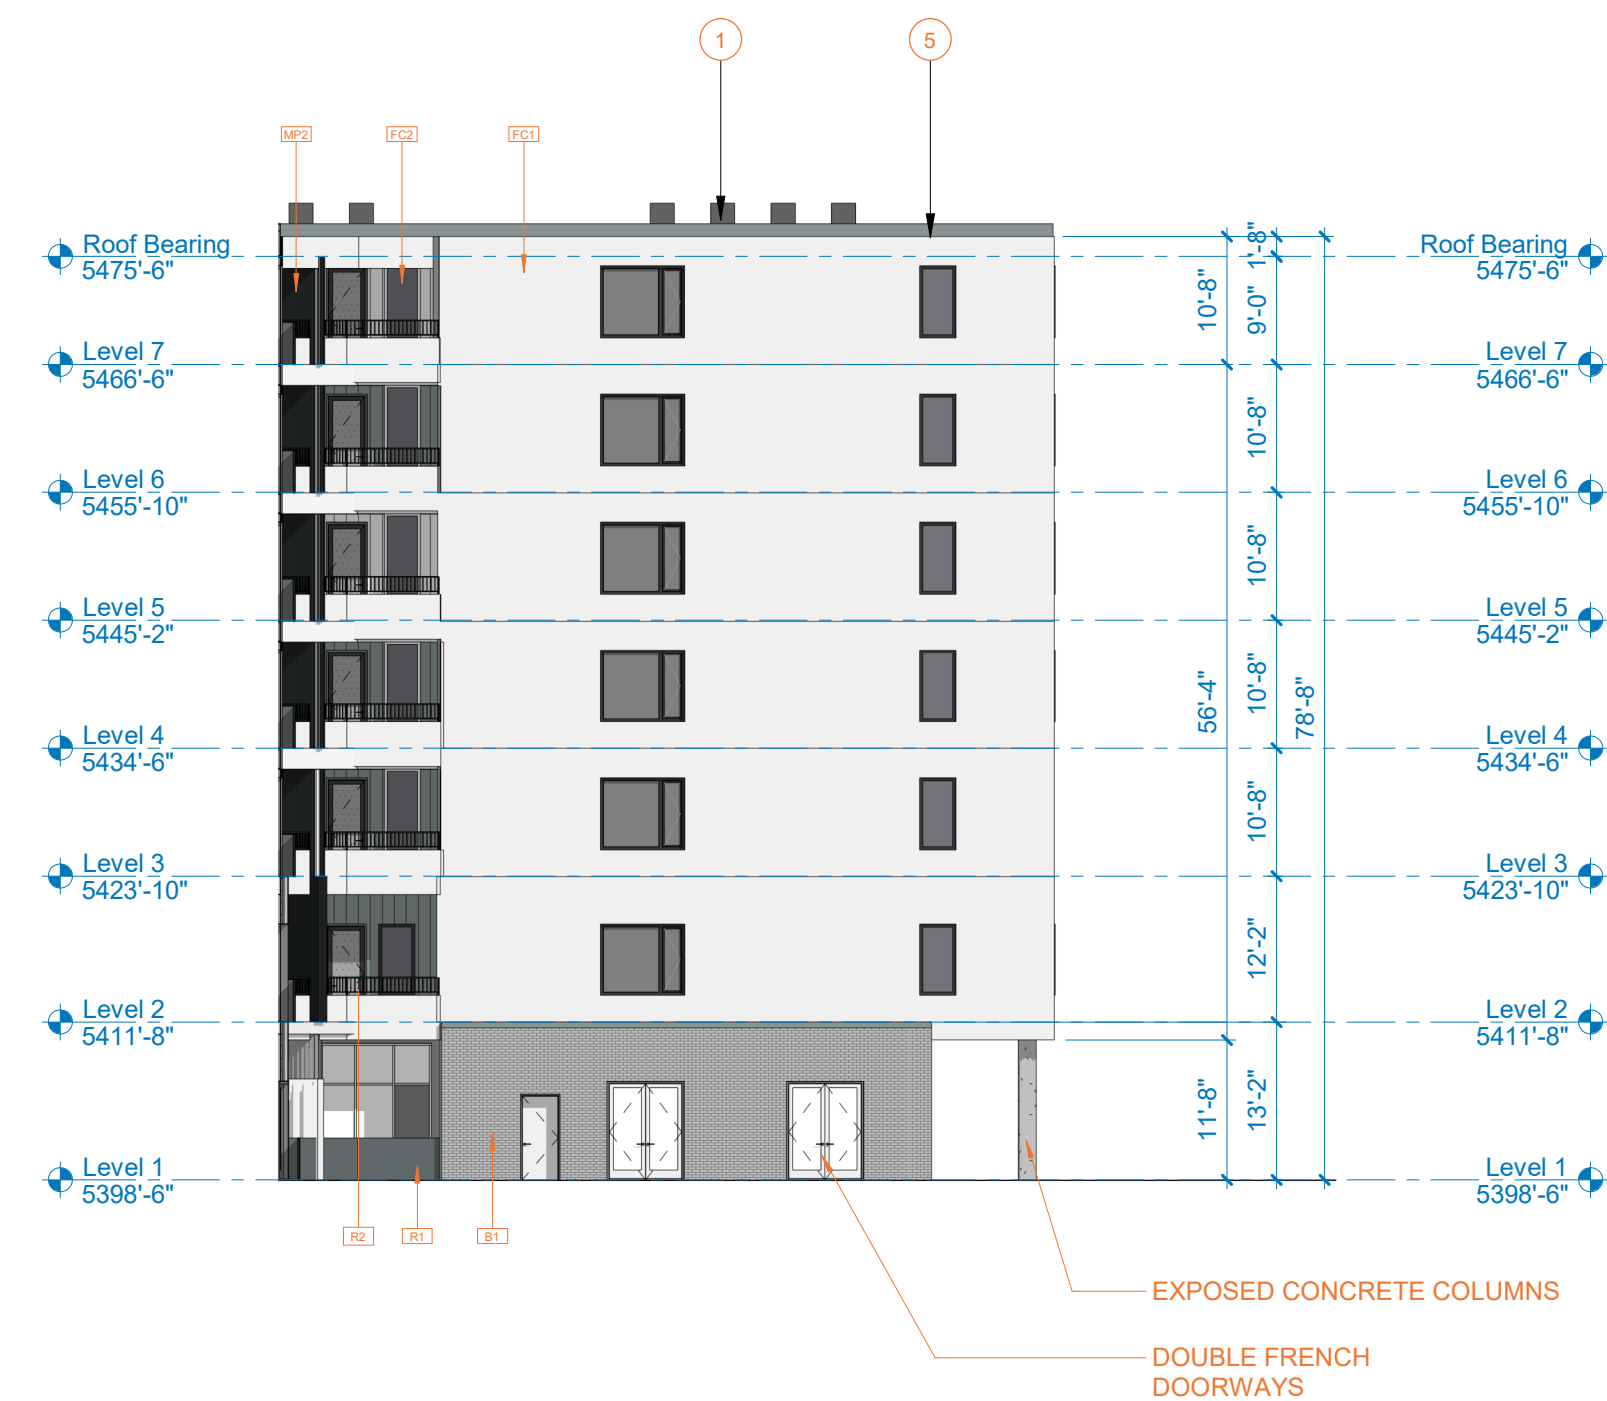 1
5
MP2
FC2
FC1
Roof Bearing
5475'-6"
Level 7
5466'-6"
Level 6
5455'-10"
Level 5
5445'-2"
Level 4
5434'-6"
Level 3
5423'-10"
Level 2
5411'-8"
Level 1
5398'-6"
10'-8"
56'-4"
11'-8"
1'-8"
9'-0"
10'-8"
10'-8"
10'-8"
10'-8"
12'-2"
13'-2"
78'-8"
Roof Bearing
5475'-6"
Level 7
5466'-6"
Level 6
5455'-10"
Level 5
5445'-2"
Level 4
5434'-6"
Level 3
5423'-10"
Level 2
5411'-8"
Level 1
5398'-6"
R2
R1
B1
EXPOSED CONCRETE COLUMNS
DOUBLE FRENCH
DOORWAYS